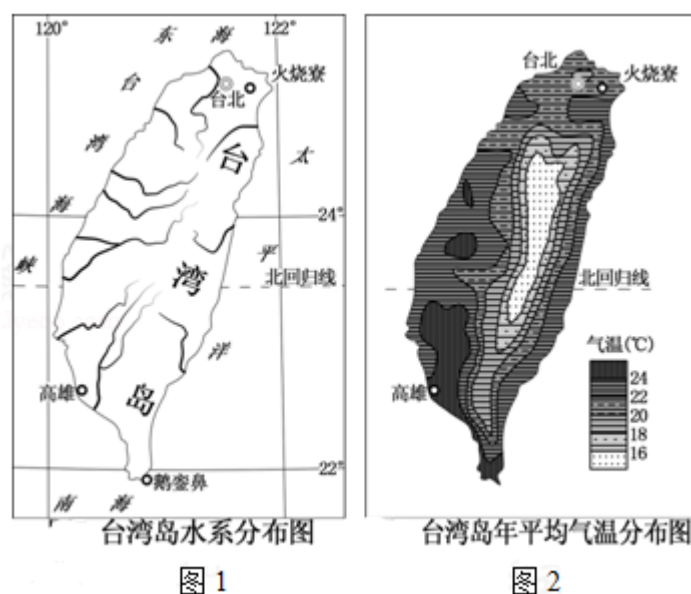 120°
122°
东海
台湾海峡
火烧寮
台北
太平洋
台湾岛
24°
北回归线
高雄
22°
鹅銮鼻
南海
台湾岛水系分布图
图 1
台北
火烧寮
北回归线
气温(℃)
24
22
20
18
16
高雄
台湾岛年平均气温分布图
图 2